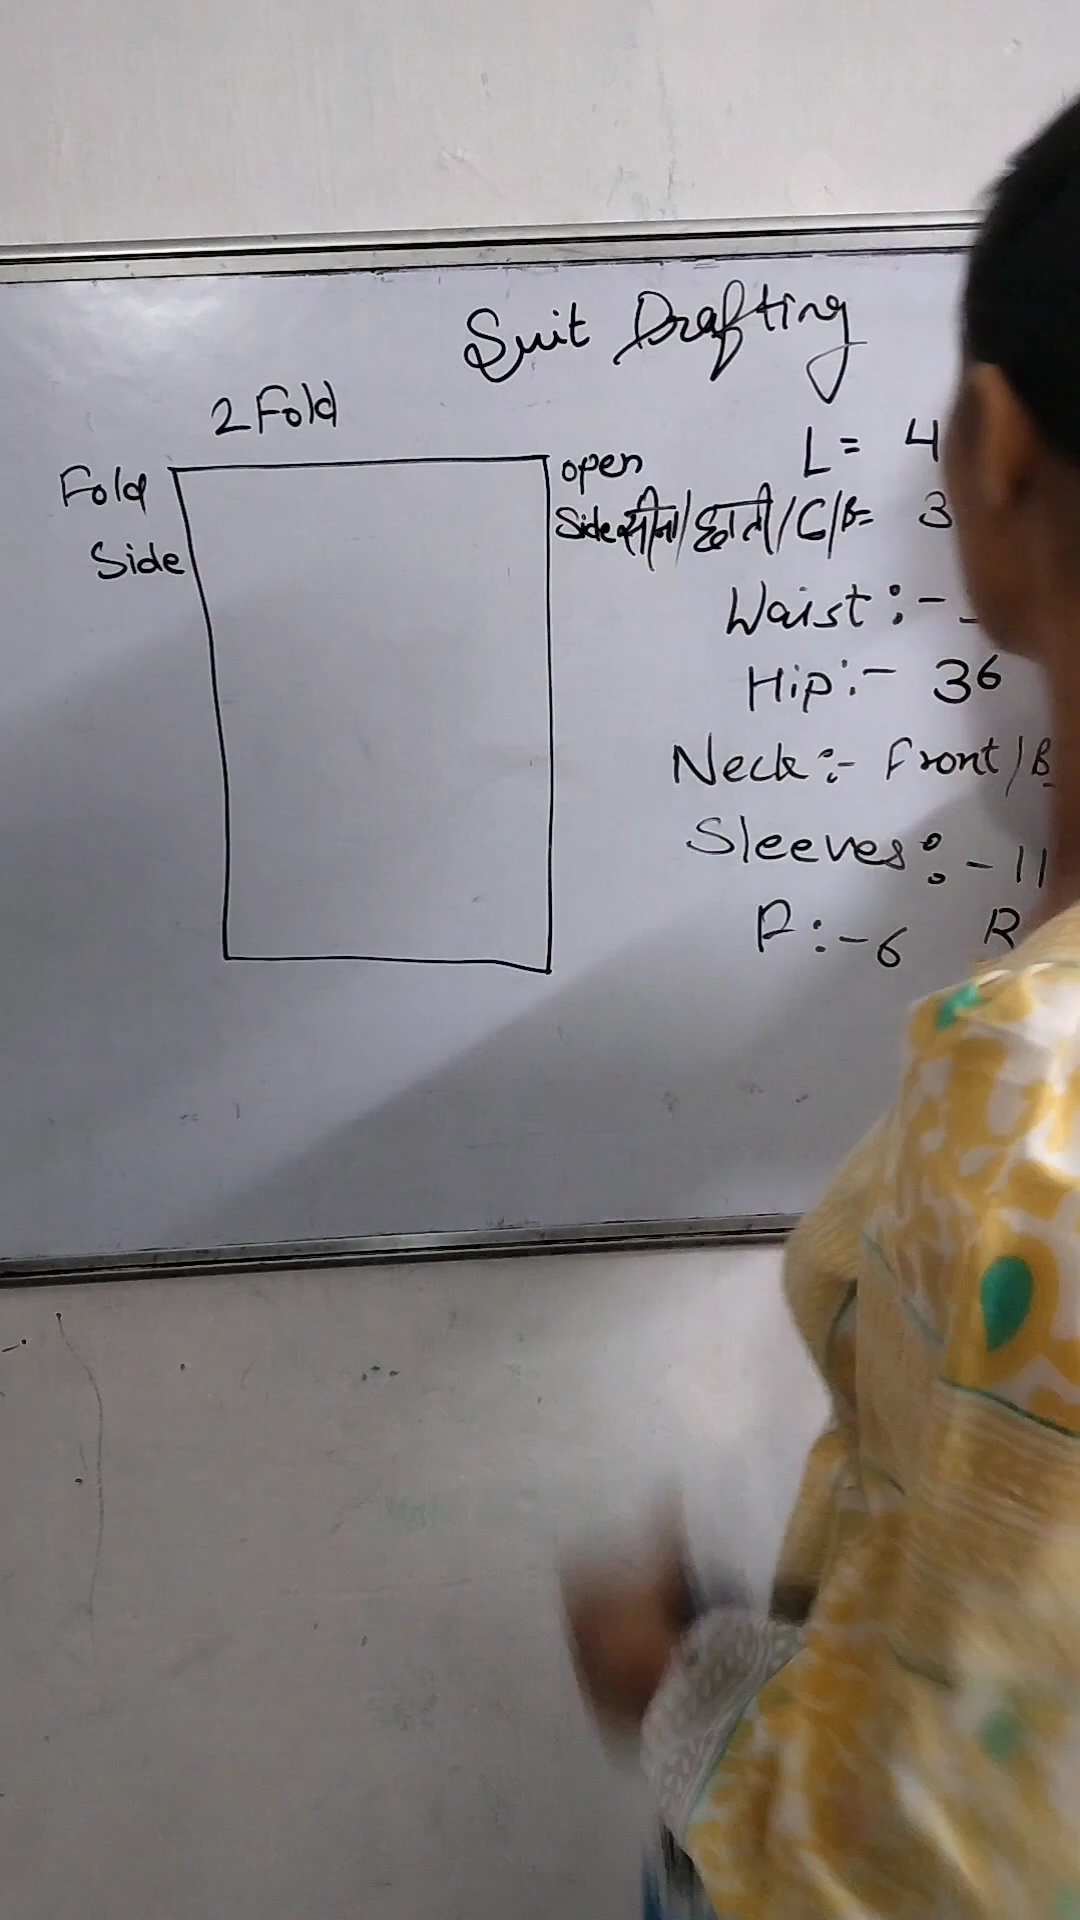 Suit Drafting
2 Fold
Fold
Side
open
Side
L = 4
सीना/छाती/C/B= 3
Waist :-
Hip :- 36
Neck :- Front/B
Sleeves :- 11
F :- 6 R